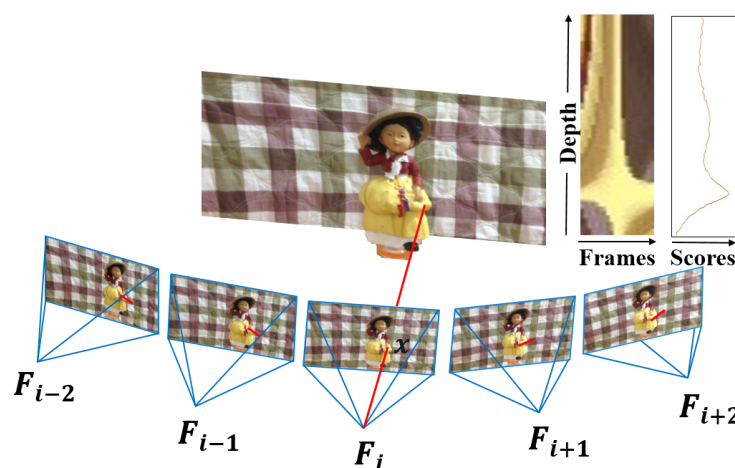 Depth
Frames
Scores
x
F_{i-2}
F_{i-1}
F_i
F_{i+1}
F_{i+2}